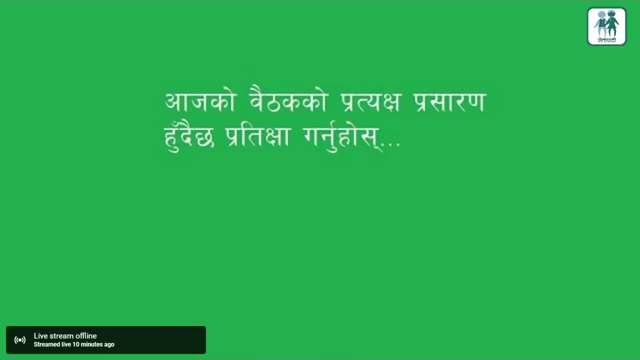 आजको बैठकको प्रत्यक्ष प्रसारण
हुँदैछ प्रतिक्षा गर्नुहोस्...
Live stream offline
Streamed live 10 minutes ago